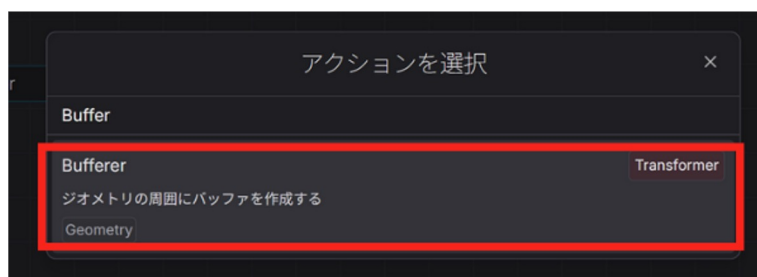 アクションを選択 ×
r
Buffer
Bufferer Transformer
ジオメトリの周囲にバッファを作成する
Geometry